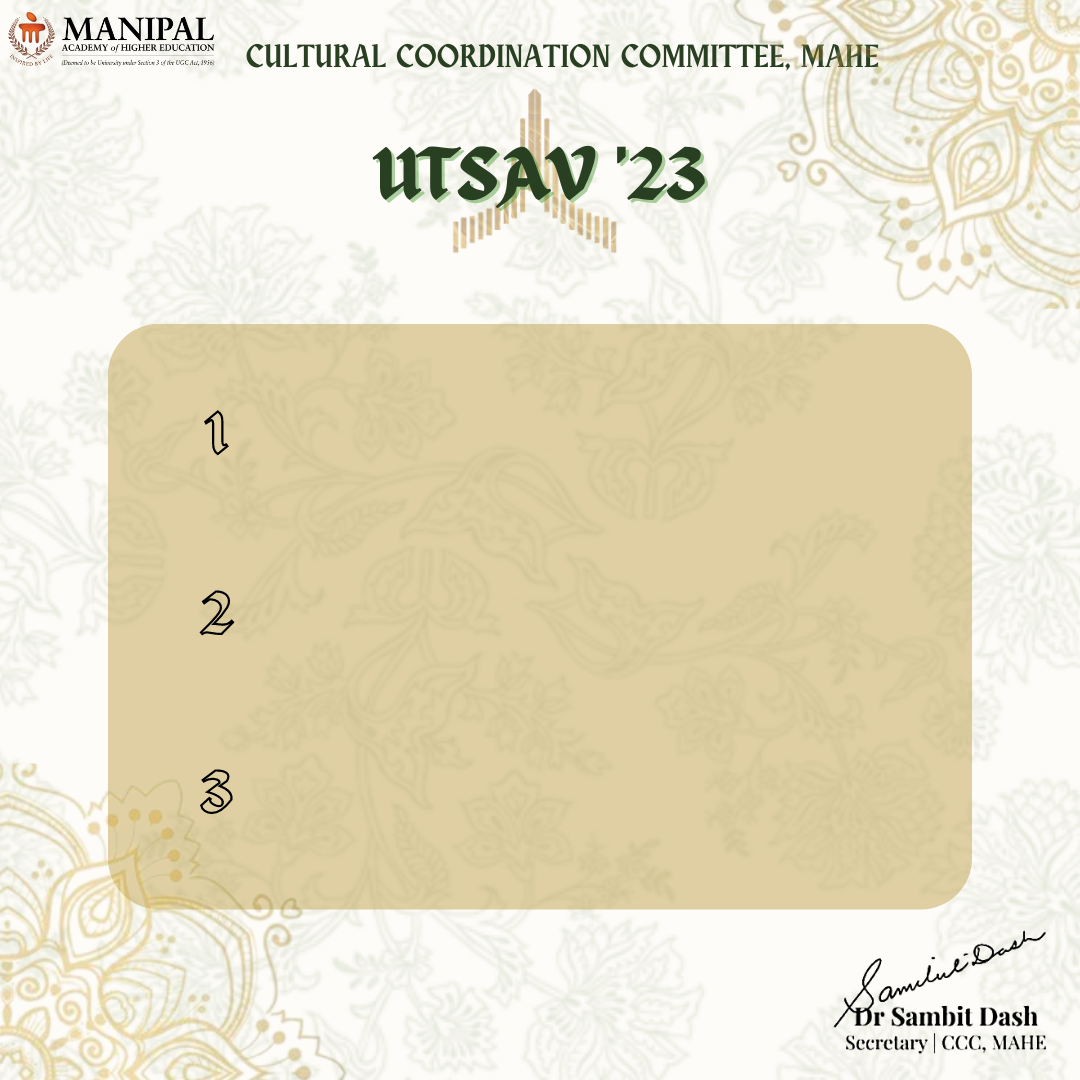 MANIPAL
ACADEMY of HIGHER EDUCATION
(Deemed to be University under Section 3 of the UGC Act, 1956)
INSPIRED BY LIFE
CULTURAL COORDINATION COMMITTEE, MAHE
UTSAV '23
1
2
3
Sambit Dash
Dr Sambit Dash
Secretary | CCC, MAHE